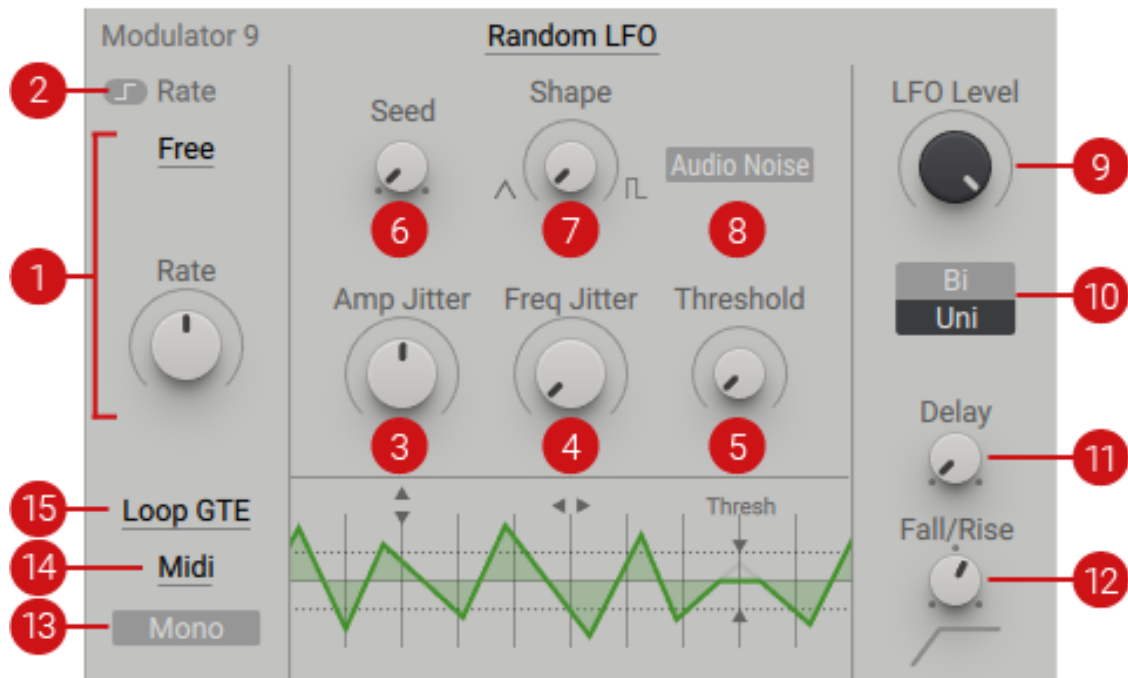 Modulator 9
Random LFO
2
Rate
Free
1
Rate
15
Loop GTE
14
Midi
13
Mono
Seed
6
Shape
7
Audio Noise
8
Amp Jitter
3
Freq Jitter
4
Threshold
5
Thresh
LFO Level
9
Bi
Uni
10
Delay
11
Fall/Rise
12